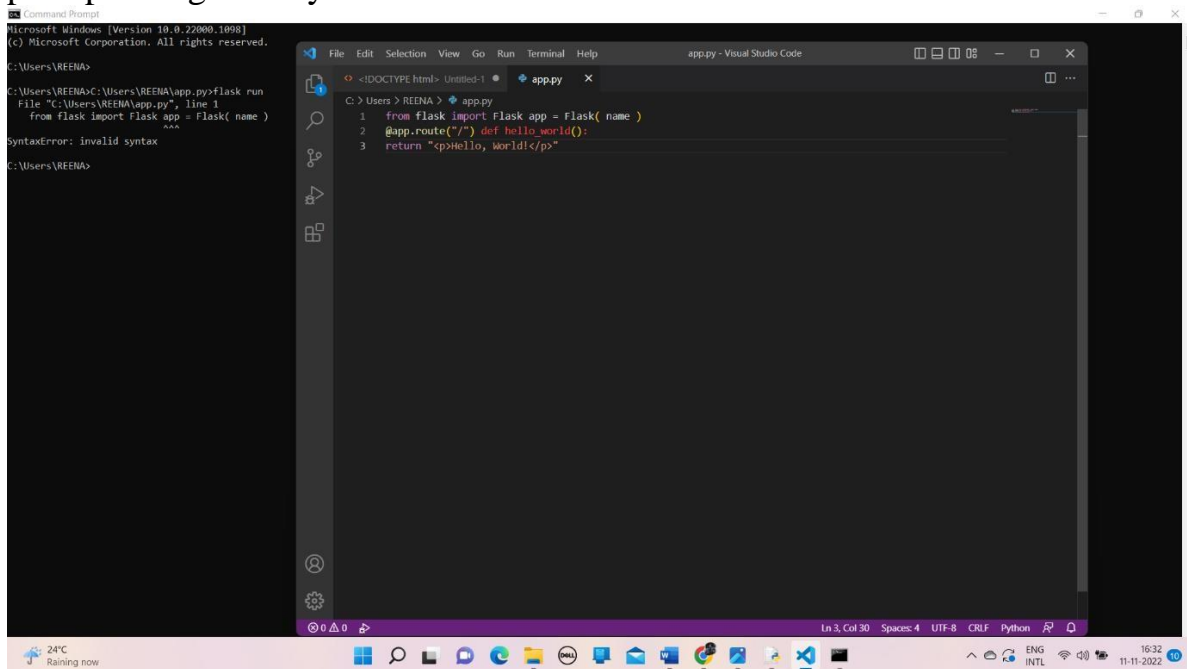 Command Prompt
Microsoft Windows [Version 10.0.22000.1098]
(c) Microsoft Corporation. All rights reserved.
C:\Users\REENA>
C:\Users\REENA>C:\Users\REENA\app.py>flask run
File "C:\Users\REENA\app.py", line 1
from flask import Flask app = Flask( name )
^^^
SyntaxError: invalid syntax
C:\Users\REENA>
File Edit Selection View Go Run Terminal Help
app.py - Visual Studio Code
<!DOCTYPE html> Untitled-1
app.py
C: > Users > REENA > app.py
1 from flask import Flask app = Flask( name )
2 @app.route("/") def hello_world():
3 return "<p>Hello, World!</p>"
1
0 0
Ln 3, Col 30 Spaces: 4 UTF-8 CRLF Python
24°C
Raining now
DELL
W
ENG
INTL
16:32
11-11-2022
10